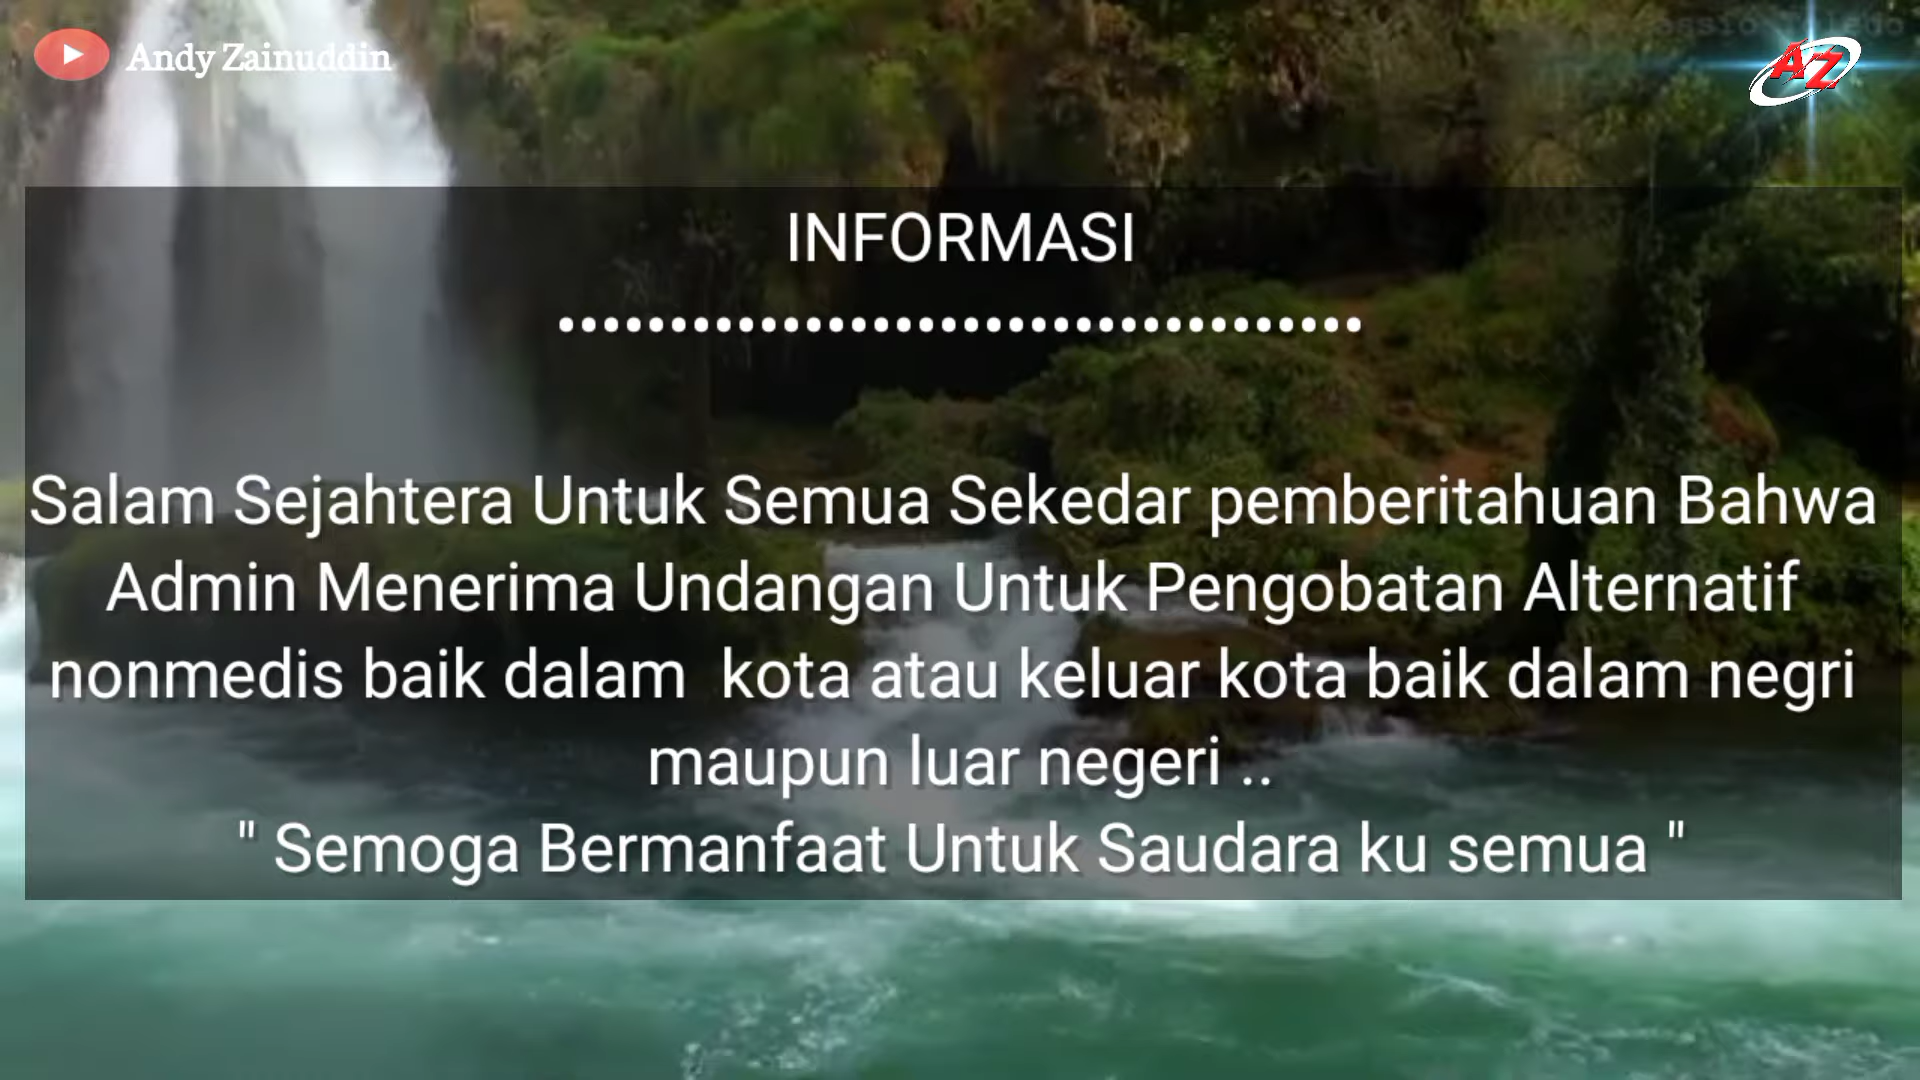 Andy Zainuddin
AZ
INFORMASI
....................................
Salam Sejahtera Untuk Semua Sekedar pemberitahuan Bahwa
Admin Menerima Undangan Untuk Pengobatan Alternatif
nonmedis baik dalam  kota atau keluar kota baik dalam negri
maupun luar negeri ..
" Semoga Bermanfaat Untuk Saudara ku semua "